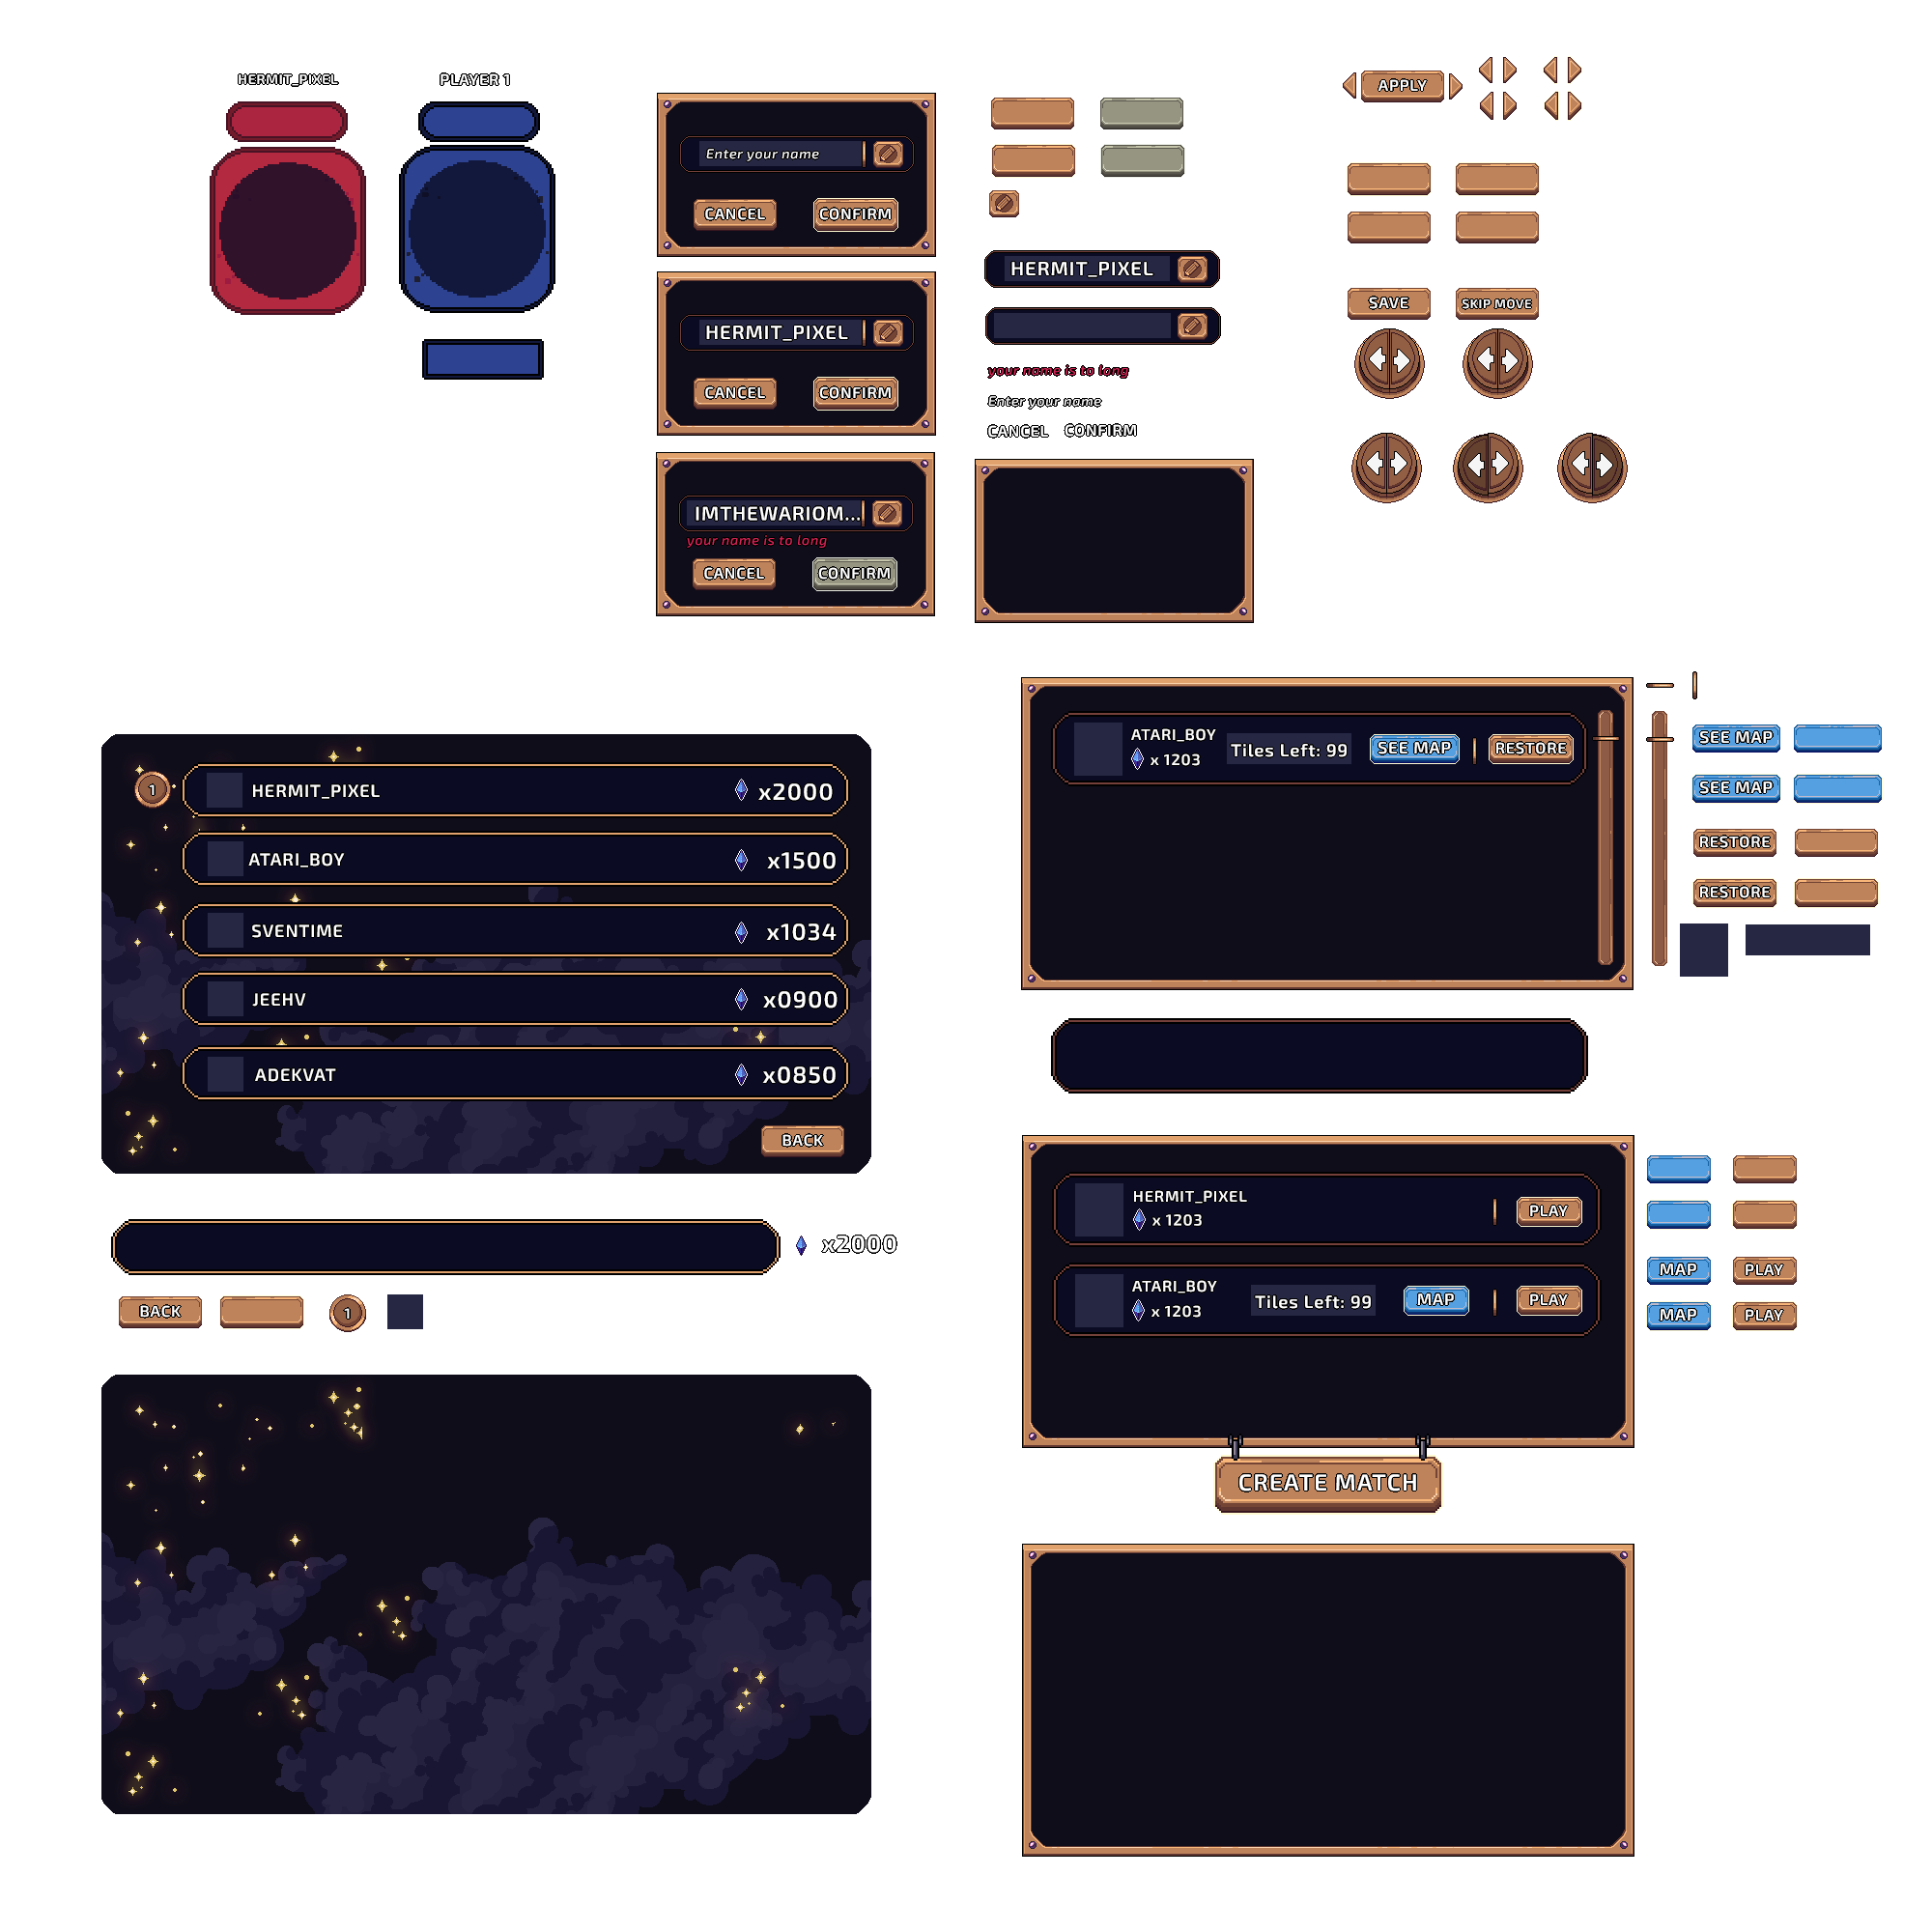 HERMIT_PIXEL
PLAYER 1
Enter your name
CANCEL
CONFIRM
HERMIT_PIXEL
CANCEL
CONFIRM
IMTHEWARIOM...
your name is to long
CANCEL
CONFIRM
HERMIT_PIXEL
your name is to long
Enter your name
CANCEL
CONFIRM
APPLY
SAVE
SKIP MOVE
1
HERMIT_PIXEL
x2000
ATARI_BOY
x1500
SVENTIME
x1034
JEEHV
x0900
ADEKVAT
x0850
BACK
x2000
BACK
1
ATARI_BOY
x 1203
Tiles Left: 99
SEE MAP
RESTORE
SEE MAP
SEE MAP
RESTORE
RESTORE
HERMIT_PIXEL
x 1203
PLAY
ATARI_BOY
x 1203
Tiles Left: 99
MAP
PLAY
MAP
PLAY
MAP
PLAY
CREATE MATCH